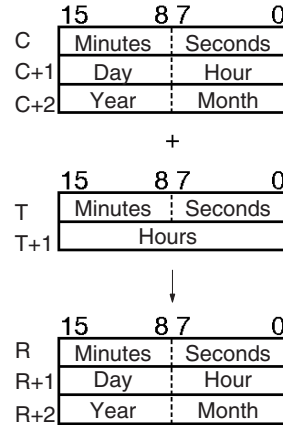 15 8 7 0
C Minutes Seconds
C+1 Day Hour
C+2 Year Month
+
15 8 7 0
T Minutes Seconds
T+1 Hours
15 8 7 0
R Minutes Seconds
R+1 Day Hour
R+2 Year Month